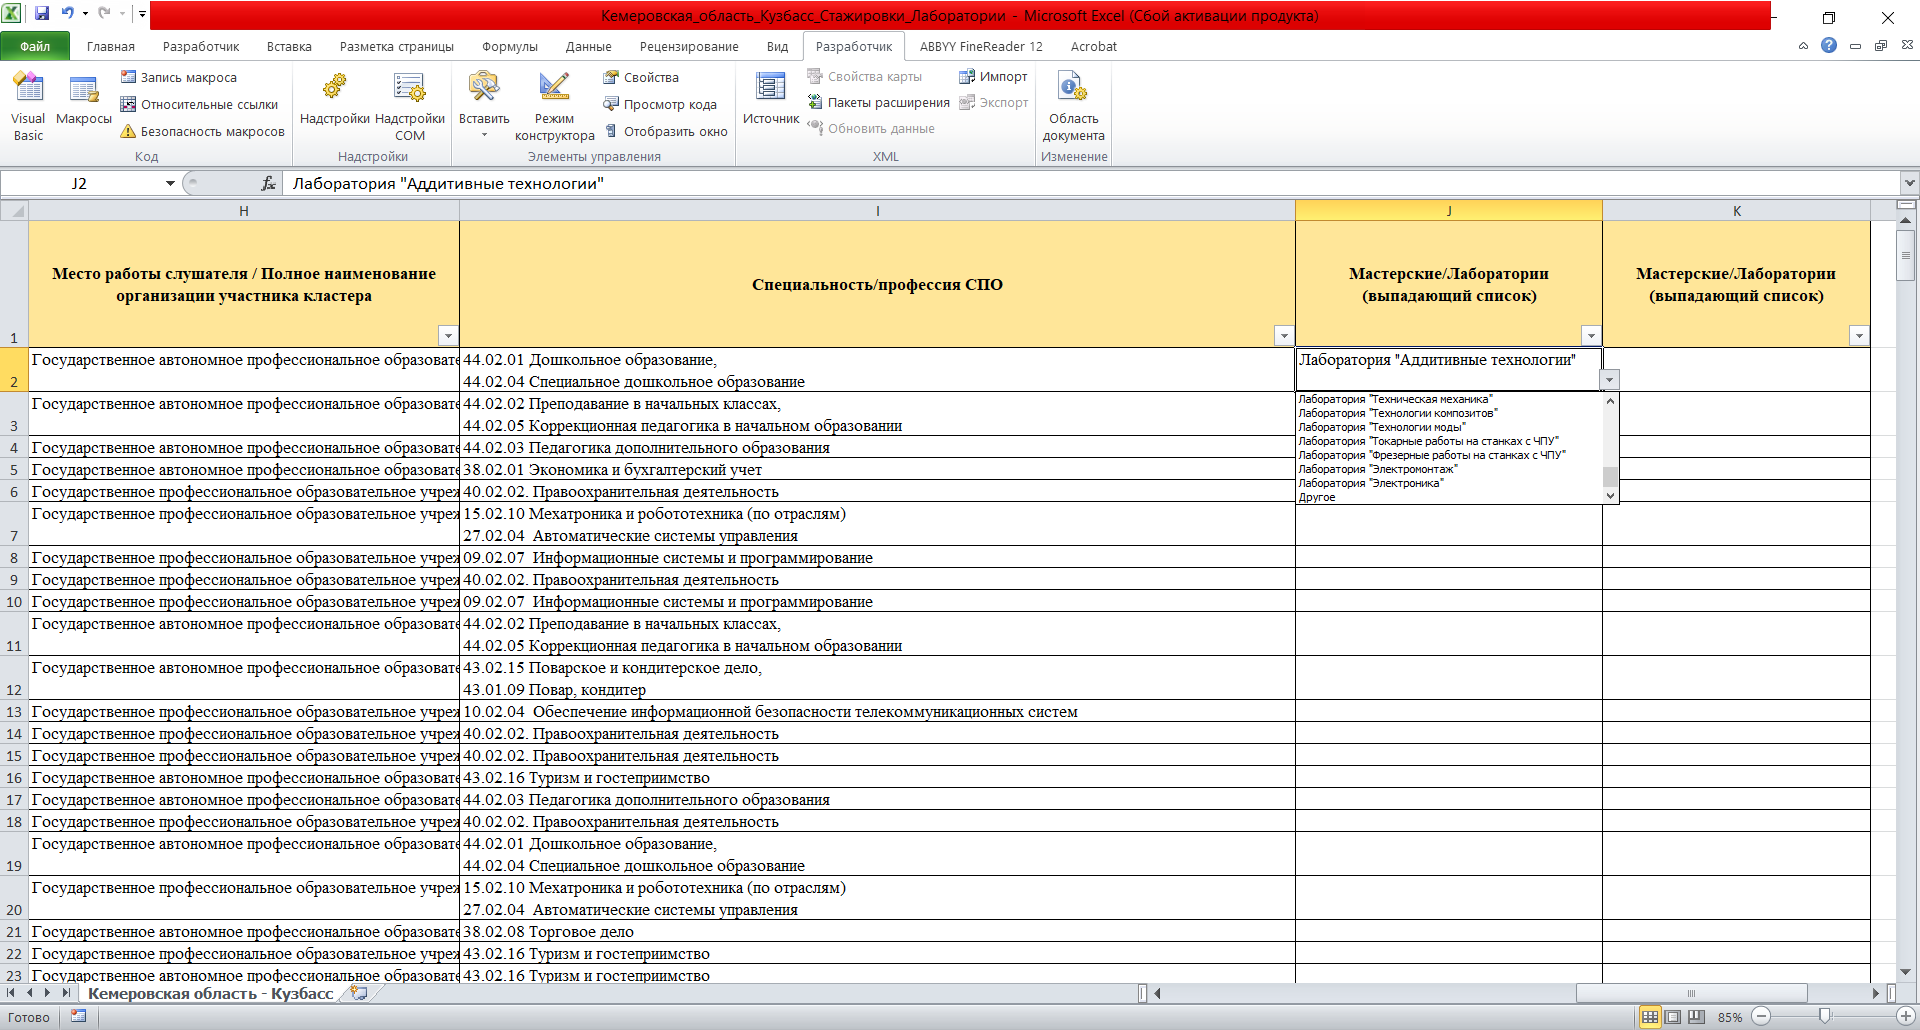 Кемеровская_область_Кузбасс_Стажировки_Лаборатории - Microsoft Excel (Сбой активации продукта)
Файл Главная Разработчик Вставка Разметка страницы Формулы Данные Рецензирование Вид Разработчик ABBYY FineReader 12 Acrobat
Visual Basic
Макросы
Запись макроса
Относительные ссылки
Безопасность макросов
Код
Надстройки
Надстройки COM
Надстройки
Вставить
Режим конструктора
Свойства
Просмотр кода
Отобразить окно
Элементы управления
Источник
Свойства карты
Пакеты расширения
Обновить данные
Импорт
Экспорт
XML
Область документа
Изменение
J2 fx Лаборатория "Аддитивные технологии"
H I J K
1
Место работы слушателя / Полное наименование
организации участника кластера
Специальность/профессия СПО
Мастерские/Лаборатории
(выпадающий список)
Мастерские/Лаборатории
(выпадающий список)
Государственное автономное профессиональное образовате 44.02.01 Дошкольное образование, Лаборатория "Аддитивные технологии"
2 44.02.04 Специальное дошкольное образование
Лаборатория "Техническая механика"
Лаборатория "Технологии композитов"
Лаборатория "Технологии моды"
Лаборатория "Токарные работы на станках с ЧПУ"
Лаборатория "Фрезерные работы на станках с ЧПУ"
Лаборатория "Электромонтаж"
Лаборатория "Электроника"
Другое
Государственное автономное профессиональное образовате 44.02.02 Преподавание в начальных классах,
3 44.02.05 Коррекционная педагогика в начальном образовании
4 Государственное автономное профессиональное образовате 44.02.03 Педагогика дополнительного образования
5 Государственное автономное профессиональное образовате 38.02.01 Экономика и бухгалтерский учет
6 Государственное профессиональное образовательное учреж 40.02.02. Правоохранительная деятельность
Государственное профессиональное образовательное учреж 15.02.10 Мехатроника и робототехника (по отраслям)
7 27.02.04 Автоматические системы управления
8 Государственное профессиональное образовательное учреж 09.02.07 Информационные системы и программирование
9 Государственное профессиональное образовательное учреж 40.02.02. Правоохранительная деятельность
10 Государственное профессиональное образовательное учреж 09.02.07 Информационные системы и программирование
Государственное автономное профессиональное образовате 44.02.02 Преподавание в начальных классах,
11 44.02.05 Коррекционная педагогика в начальном образовании
Государственное автономное профессиональное образовате 43.02.15 Поварское и кондитерское дело,
12 43.01.09 Повар, кондитер
13 Государственное профессиональное образовательное учреж 10.02.04 Обеспечение информационной безопасности телекоммуникационных систем
14 Государственное профессиональное образовательное учреж 40.02.02. Правоохранительная деятельность
15 Государственное профессиональное образовательное учреж 40.02.02. Правоохранительная деятельность
16 Государственное автономное профессиональное образовате 43.02.16 Туризм и гостеприимство
17 Государственное автономное профессиональное образовате 44.02.03 Педагогика дополнительного образования
18 Государственное профессиональное образовательное учреж 40.02.02. Правоохранительная деятельность
Государственное автономное профессиональное образовате 44.02.01 Дошкольное образование,
19 44.02.04 Специальное дошкольное образование
Государственное профессиональное образовательное учреж 15.02.10 Мехатроника и робототехника (по отраслям)
20 27.02.04 Автоматические системы управления
21 Государственное автономное профессиональное образовате 38.02.08 Торговое дело
22 Государственное автономное профессиональное образовате 43.02.16 Туризм и гостеприимство
23 Государственное автономное профессиональное образовате 43.02.16 Туризм и гостеприимство
Кемеровская область - Кузбасс
Готово 85%